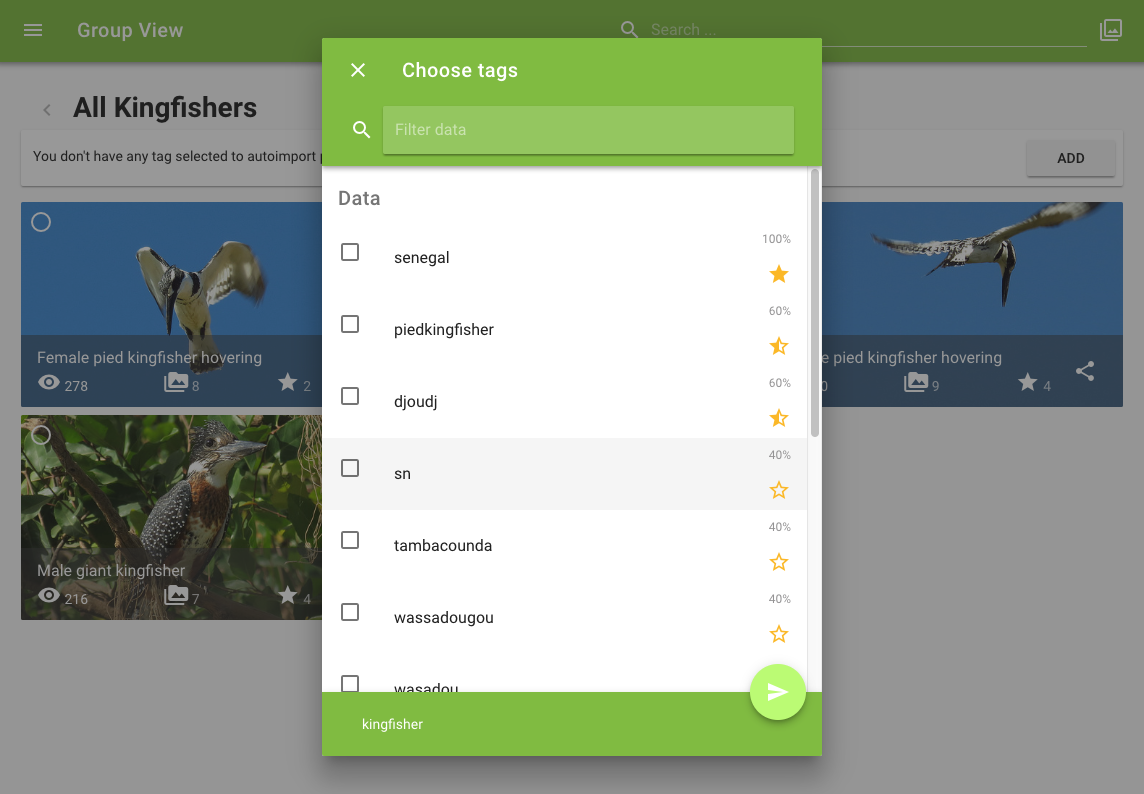 Group View
Search ...
Choose tags
Filter data
All Kingfishers
You don't have any tag selected to autoimport
ADD
Data
senegal
100%
piedkingfisher
60%
djoudj
60%
sn
40%
tambacounda
40%
wassadougou
40%
wasadou
kingfisher
Female pied kingfisher hovering
278
8
2
pied kingfisher hovering
9
4
Male giant kingfisher
216
7
4